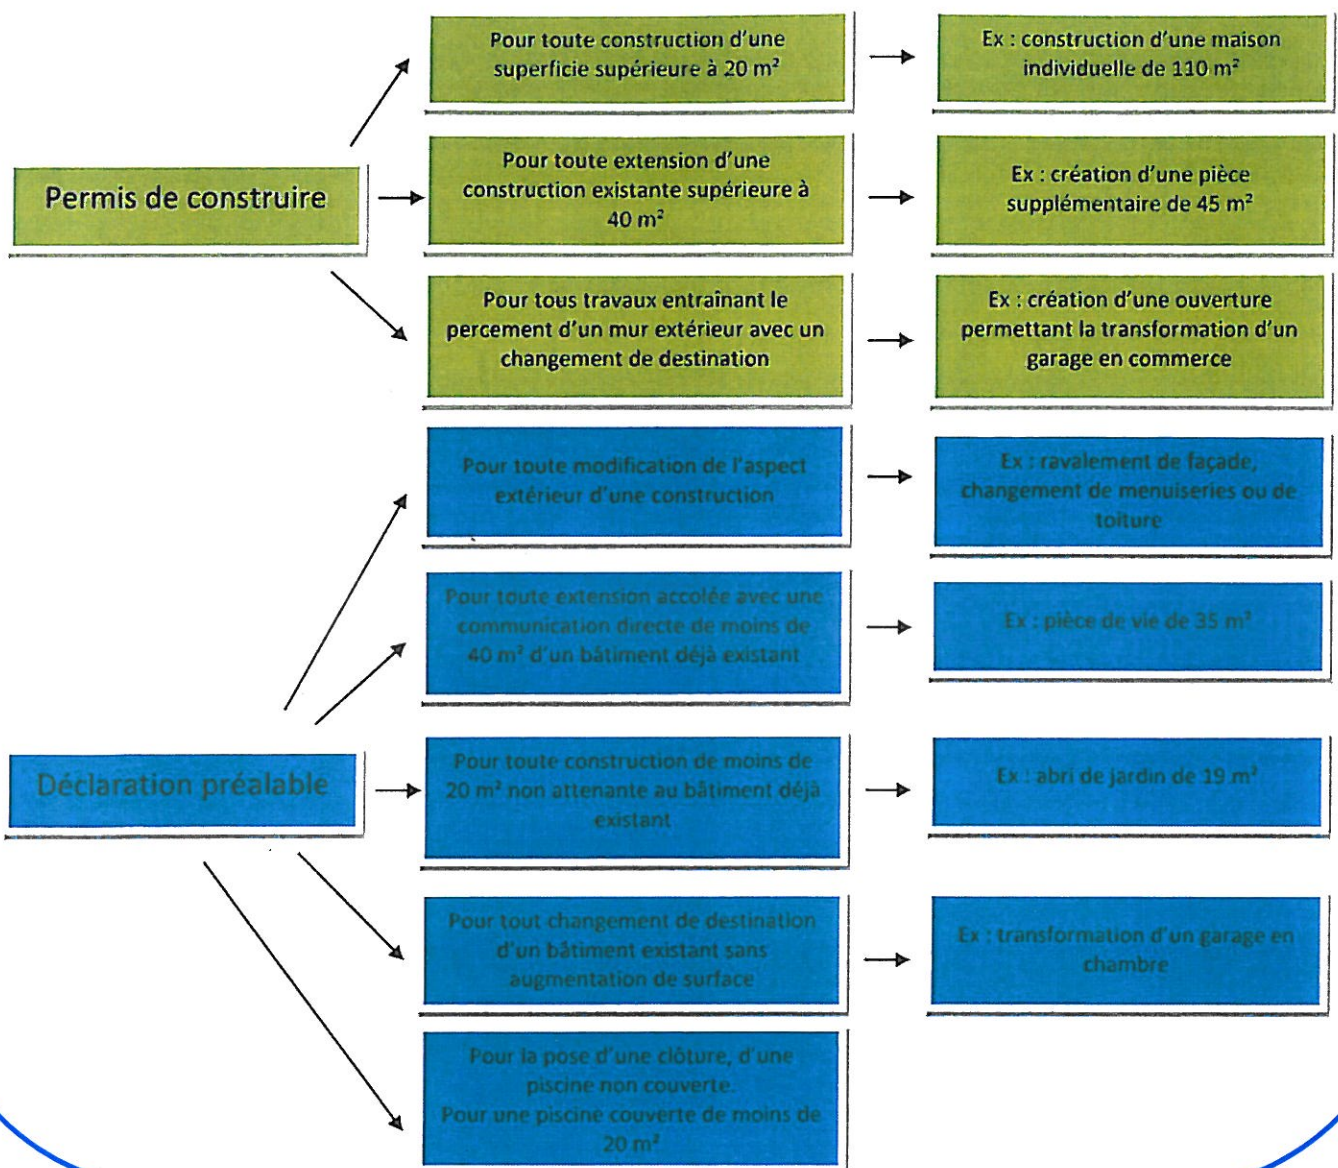 Pour toute construction d'une
superficie supérieure à 20 m²
Ex : construction d'une maison
individuelle de 110 m²
Permis de construire
Pour toute extension d'une
construction existante supérieure à
40 m²
Ex : création d'une pièce
supplémentaire de 45 m²
Pour tous travaux entraînant le
percement d'un mur extérieur avec un
changement de destination
Ex : création d'une ouverture
permettant la transformation d'un
garage en commerce
Pour toute modification de l'aspect
extérieur d'une construction
Ex : ravalement de façade,
changement de menuiseries ou de
toiture
Pour toute extension accolée avec une
communication directe de moins de
40 m² d'un bâtiment déjà existant
Ex : pièce de vie de 35 m²
Déclaration préalable
Pour toute construction de moins de
20 m² non attenante au bâtiment déjà
existant
Ex : abri de jardin de 19 m²
Pour tout changement de destination
d'un bâtiment existant sans
augmentation de surface
Ex : transformation d'un garage en
chambre
Pour la pose d'une clôture, d'une
piscine non couverte.
Pour une piscine couverte de moins de
20 m²